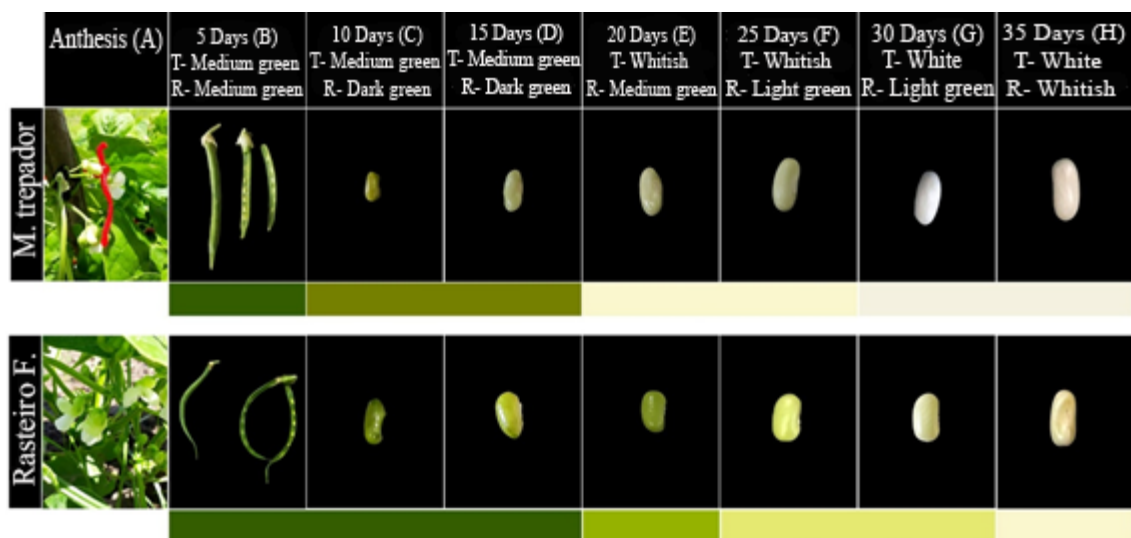 Anthesis (A)
5 Days (B)
T- Medium green
R- Medium green
10 Days (C)
T- Medium green
R- Dark green
15 Days (D)
T- Medium green
R- Dark green
20 Days (E)
T- Whitish
R- Medium green
25 Days (F)
T- Whitish
R- Light green
30 Days (G)
T- White
R- Light green
35 Days (H)
T- White
R- Whitish
M. trepador
Rasteiro F.